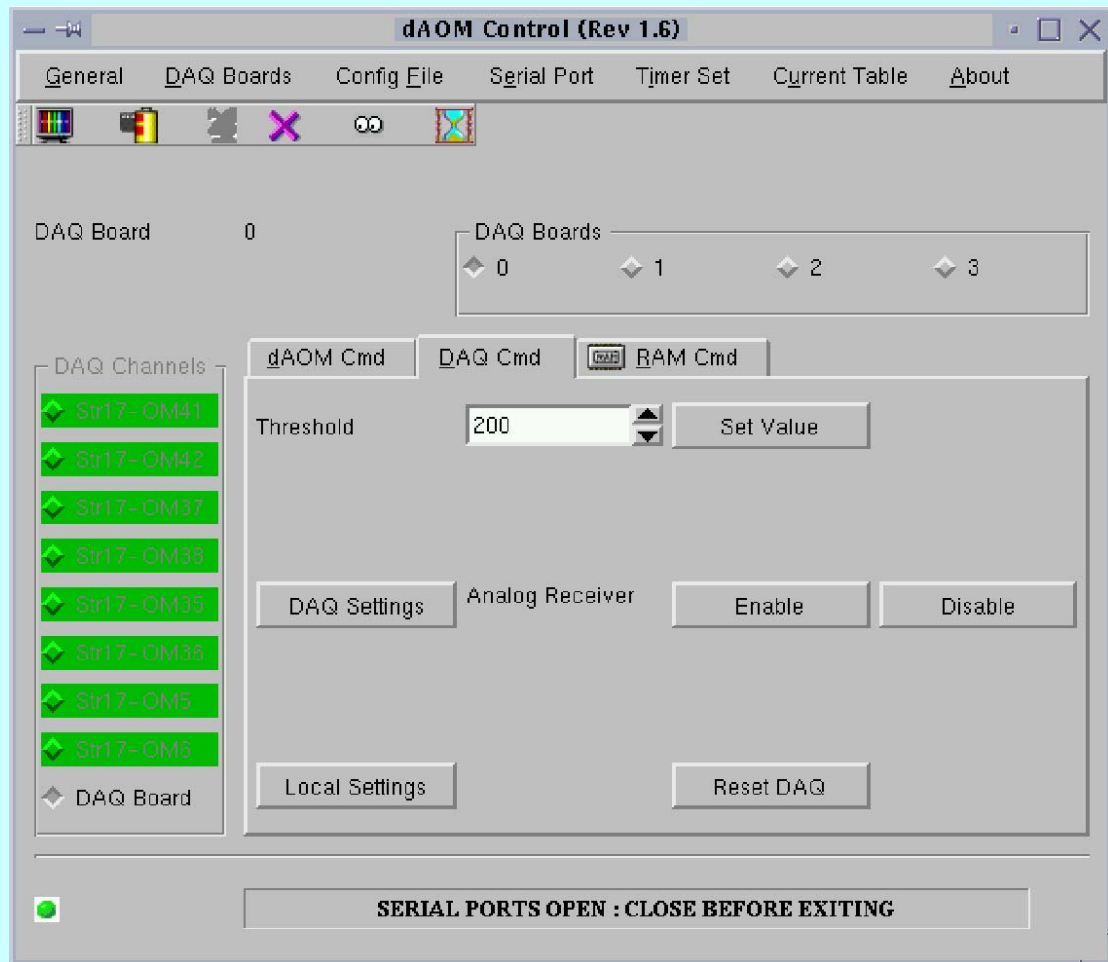 dAOM Control (Rev 1.6)
General DAQ Boards Config File Serial Port Timer Set Current Table About
DAQ Board 0
DAQ Boards
0 1 2 3
DAQ Channels
Str17-OM41
Str17-OM42
Str17-OM37
Str17-OM38
Str17-OM35
Str17-OM36
Str17-OM5
Str17-OM6
DAQ Board
dAOM Cmd DAQ Cmd RAM Cmd
Threshold 200 Set Value
DAQ Settings Analog Receiver Enable Disable
Local Settings Reset DAQ
SERIAL PORTS OPEN : CLOSE BEFORE EXITING